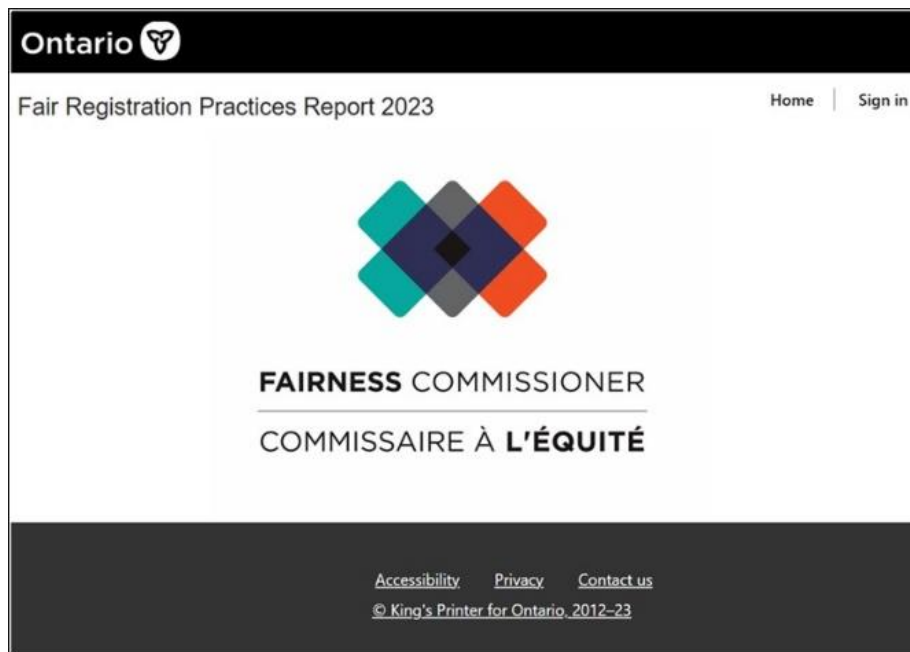 Ontario
Fair Registration Practices Report 2023
Home Sign in
FAIRNESS COMMISSIONER
COMMISSAIRE À L'ÉQUITÉ
Accessibility Privacy Contact us
© King's Printer for Ontario, 2012–23